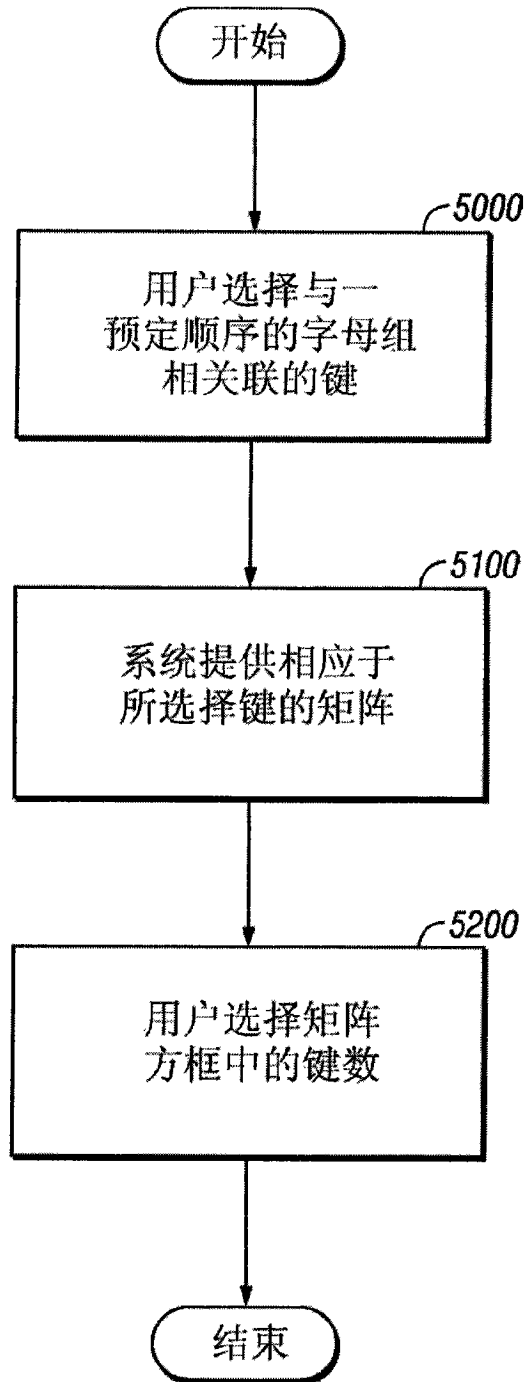 开始
5000
用户选择与一
预定顺序的字母组
相关联的键
5100
系统提供相应于
所选择键的矩阵
5200
用户选择矩阵
方框中的键数
结束